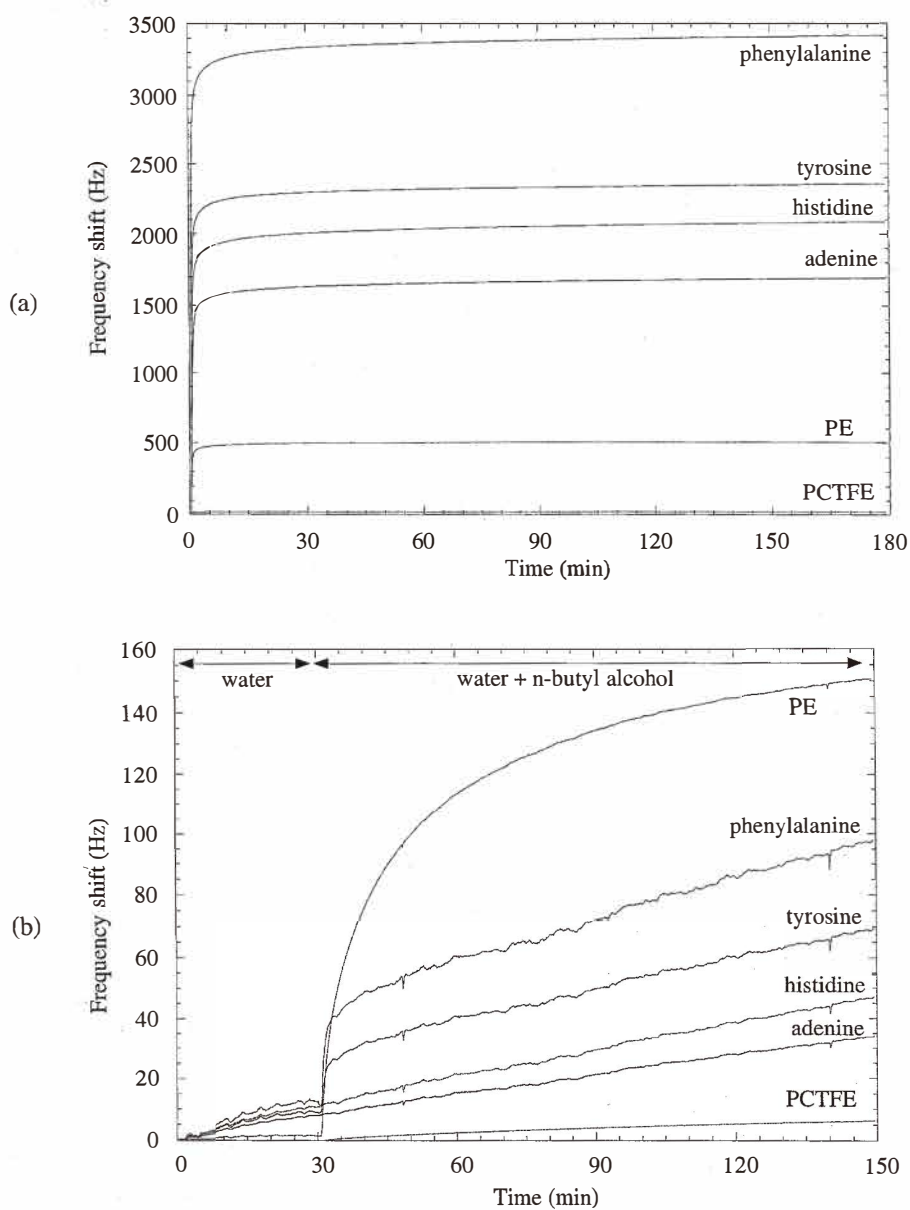 3500
phenylalanine
3000
2500
tyrosine
histidine
2000
adenine
(a)
Frequency shift (Hz)
1500
1000
PE
500
PCTFE
0
0 30 60 90 120 150 180
Time (min)
160
water
water + n-butyl alcohol
PE
140
120
phenylalanine
100
(b)
Frequency shift (Hz)
80
tyrosine
60
histidine
40
adenine
20
PCTFE
0
0 30 60 90 120 150
Time (min)